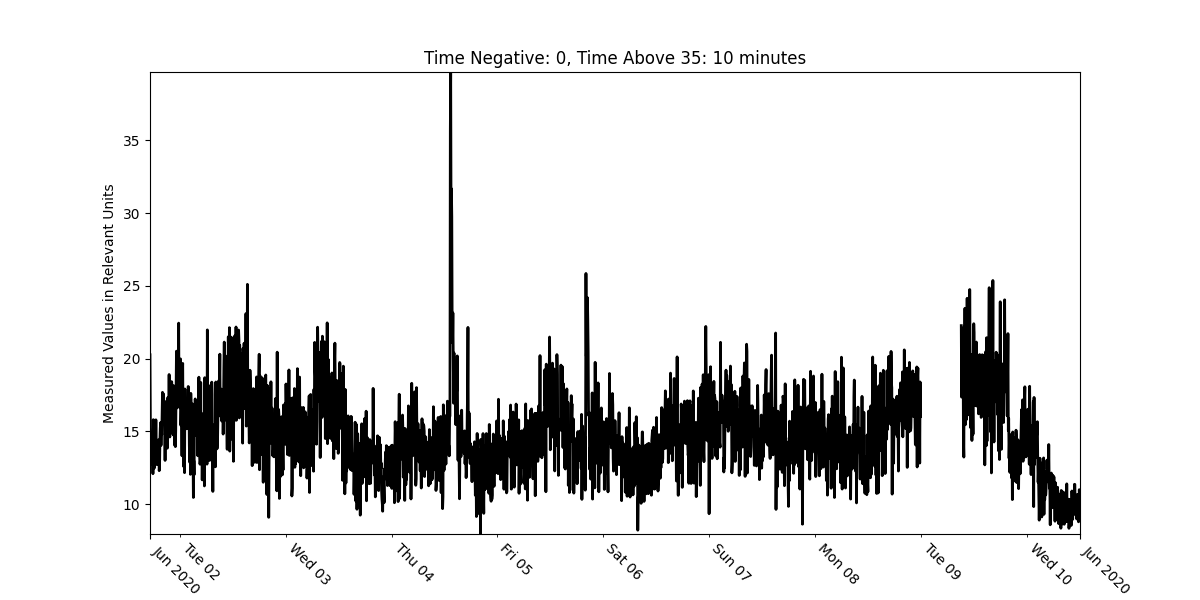 Time Negative: 0, Time Above 35: 10 minutes
Measured Values in Relevant Units
35
30
25
20
15
10
Jun 2020
Tue 02
Wed 03
Thu 04
Fri 05
Sat 06
Sun 07
Mon 08
Tue 09
Wed 10
Jun 2020